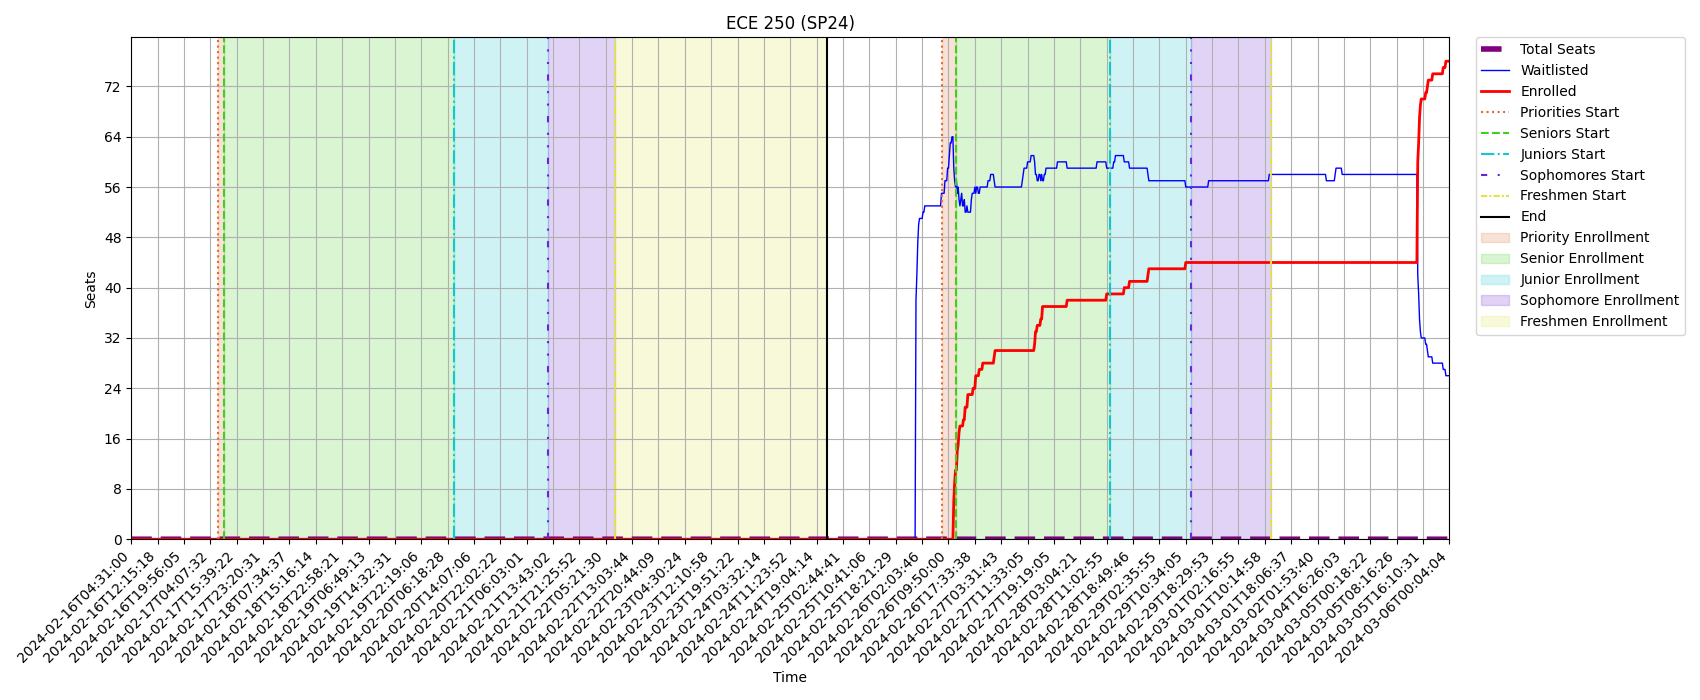 ECE 250 (SP24)
Seats
72
64
56
48
40
32
24
16
8
0
2024-02-16T04:31:00
2024-02-16T12:15:18
2024-02-16T19:56:05
2024-02-17T04:07:32
2024-02-17T15:39:22
2024-02-17T23:20:31
2024-02-18T07:34:37
2024-02-18T15:16:14
2024-02-18T22:58:21
2024-02-19T06:49:13
2024-02-19T14:32:31
2024-02-19T22:19:06
2024-02-20T06:18:28
2024-02-20T14:07:06
2024-02-20T22:02:22
2024-02-21T06:03:01
2024-02-21T13:43:02
2024-02-21T21:25:52
2024-02-22T05:21:30
2024-02-22T13:03:44
2024-02-22T20:44:09
2024-02-23T04:30:24
2024-02-23T12:10:58
2024-02-23T19:51:22
2024-02-24T03:32:14
2024-02-24T11:23:52
2024-02-24T19:04:14
2024-02-25T02:44:41
2024-02-25T10:41:06
2024-02-25T18:21:29
2024-02-26T02:03:46
2024-02-26T09:50:00
2024-02-26T17:33:38
2024-02-27T03:31:43
2024-02-27T11:33:05
2024-02-27T19:19:05
2024-02-28T03:04:21
2024-02-28T11:02:55
2024-02-28T18:49:46
2024-02-29T02:35:55
2024-02-29T10:34:05
2024-02-29T18:29:53
2024-03-01T02:16:55
2024-03-01T10:14:58
2024-03-01T18:06:37
2024-03-02T01:53:40
2024-03-04T16:26:03
2024-03-05T00:18:22
2024-03-05T08:16:26
2024-03-05T16:10:31
2024-03-06T00:04:04
Time
Total Seats
Waitlisted
Enrolled
Priorities Start
Seniors Start
Juniors Start
Sophomores Start
Freshmen Start
End
Priority Enrollment
Senior Enrollment
Junior Enrollment
Sophomore Enrollment
Freshmen Enrollment